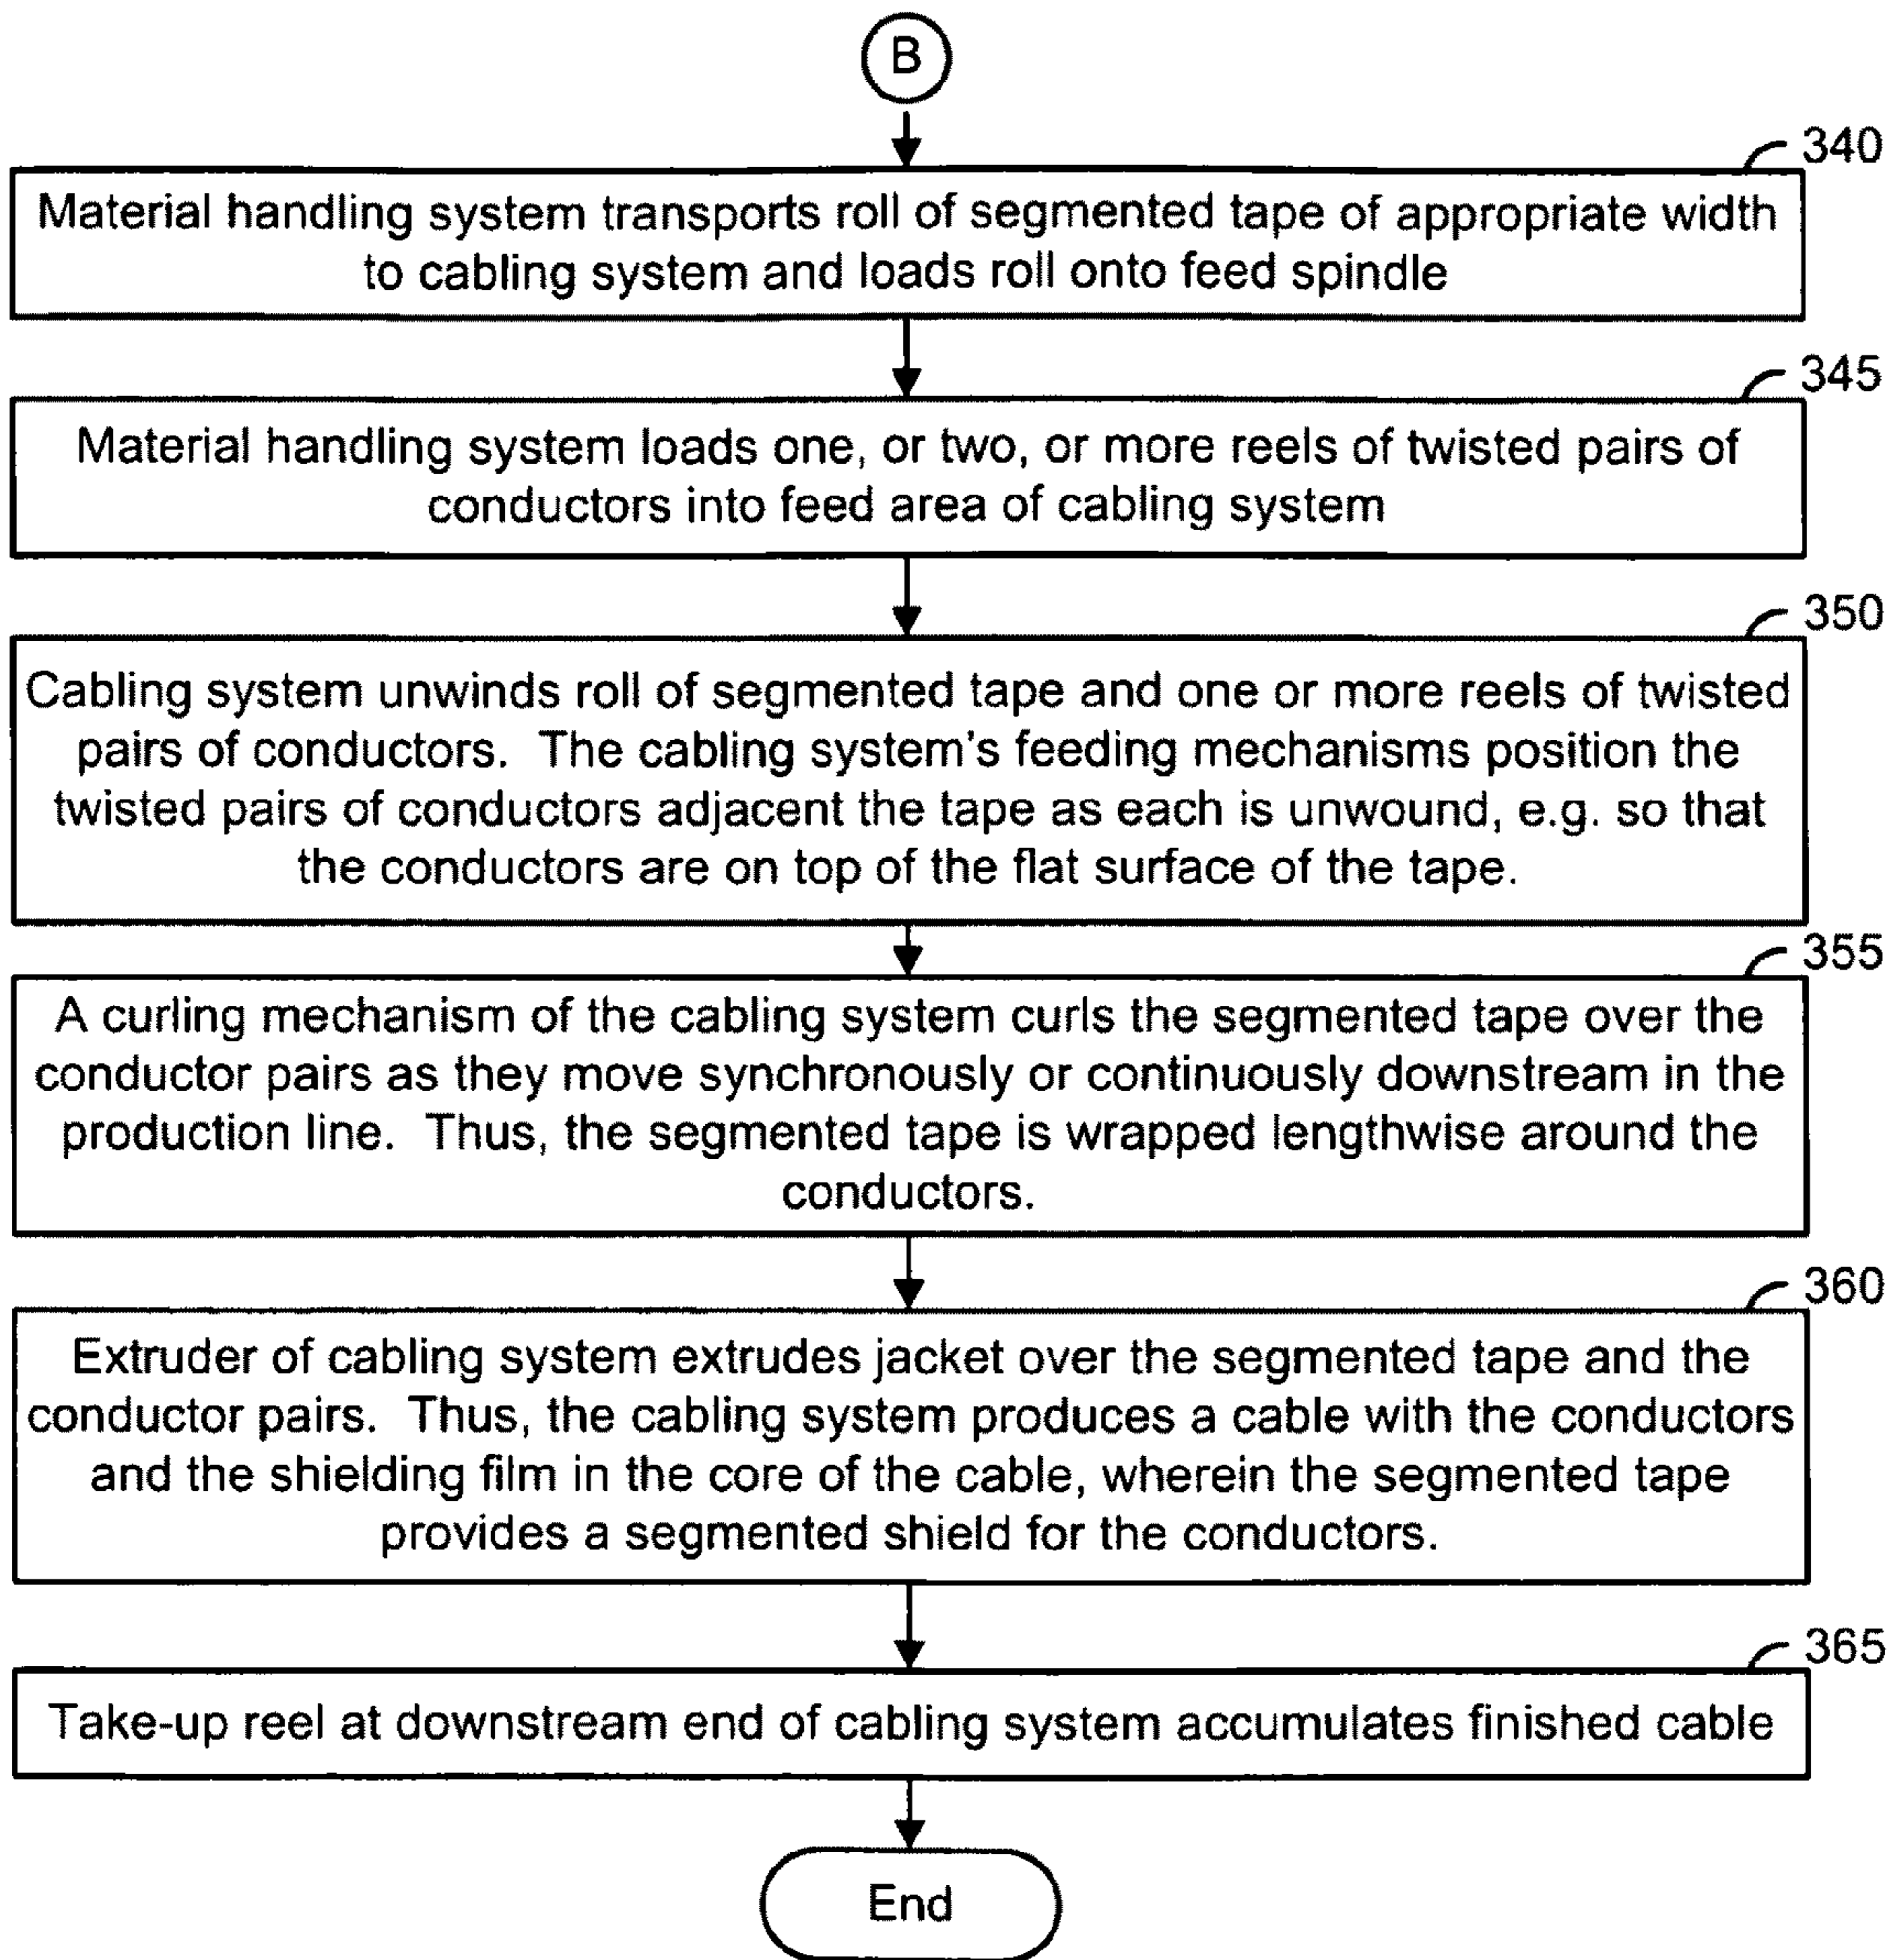 B
340
Material handling system transports roll of segmented tape of appropriate width
to cabling system and loads roll onto feed spindle
345
Material handling system loads one, or two, or more reels of twisted pairs of
conductors into feed area of cabling system
350
Cabling system unwinds roll of segmented tape and one or more reels of twisted
pairs of conductors. The cabling system's feeding mechanisms position the
twisted pairs of conductors adjacent the tape as each is unwound, e.g. so that
the conductors are on top of the flat surface of the tape.
355
A curling mechanism of the cabling system curls the segmented tape over the
conductor pairs as they move synchronously or continuously downstream in the
production line. Thus, the segmented tape is wrapped lengthwise around the
conductors.
360
Extruder of cabling system extrudes jacket over the segmented tape and the
conductor pairs. Thus, the cabling system produces a cable with the conductors
and the shielding film in the core of the cable, wherein the segmented tape
provides a segmented shield for the conductors.
365
Take-up reel at downstream end of cabling system accumulates finished cable
End